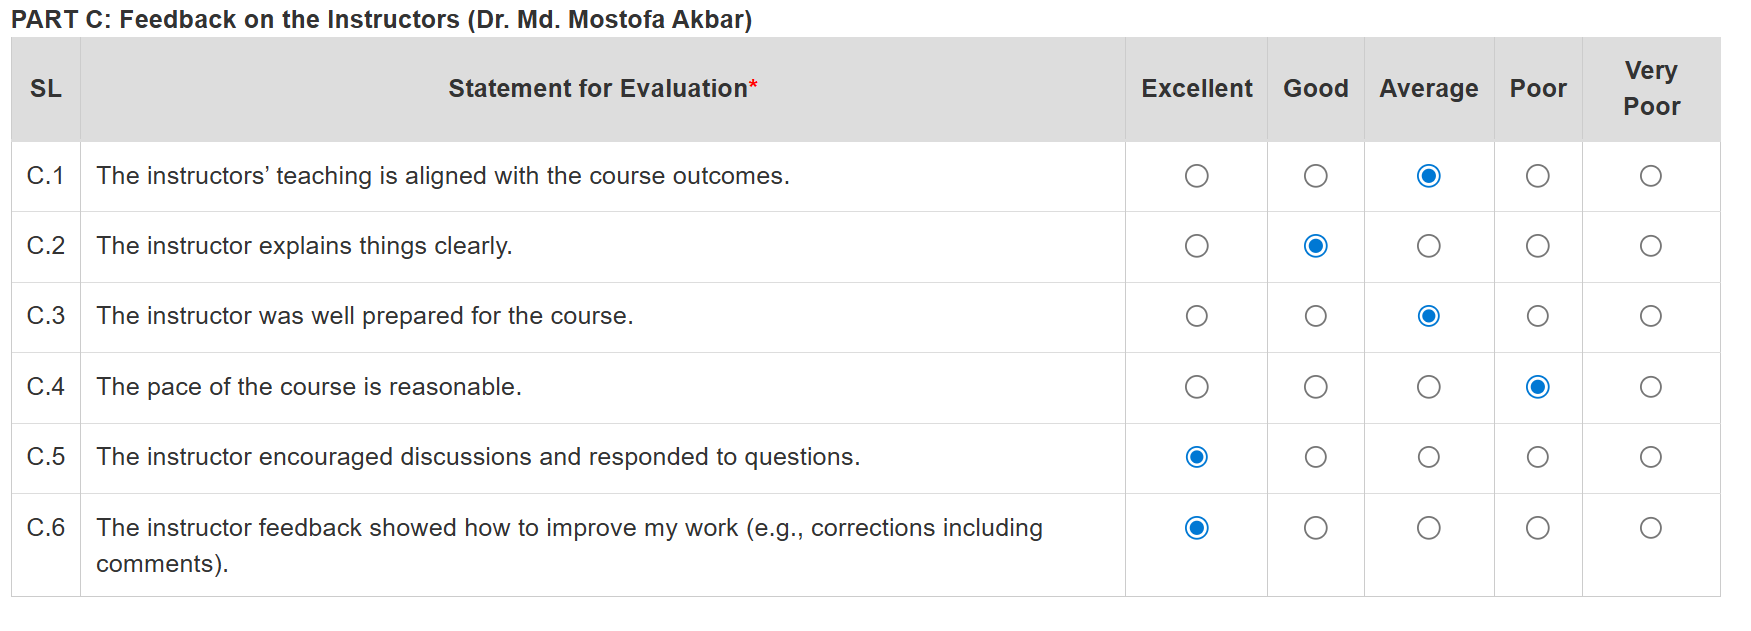 PART C: Feedback on the Instructors (Dr. Md. Mostofa Akbar)
SL Statement for Evaluation* Excellent Good Average Poor Very Poor
C.1 The instructors’ teaching is aligned with the course outcomes.
C.2 The instructor explains things clearly.
C.3 The instructor was well prepared for the course.
C.4 The pace of the course is reasonable.
C.5 The instructor encouraged discussions and responded to questions.
C.6 The instructor feedback showed how to improve my work (e.g., corrections including
comments).